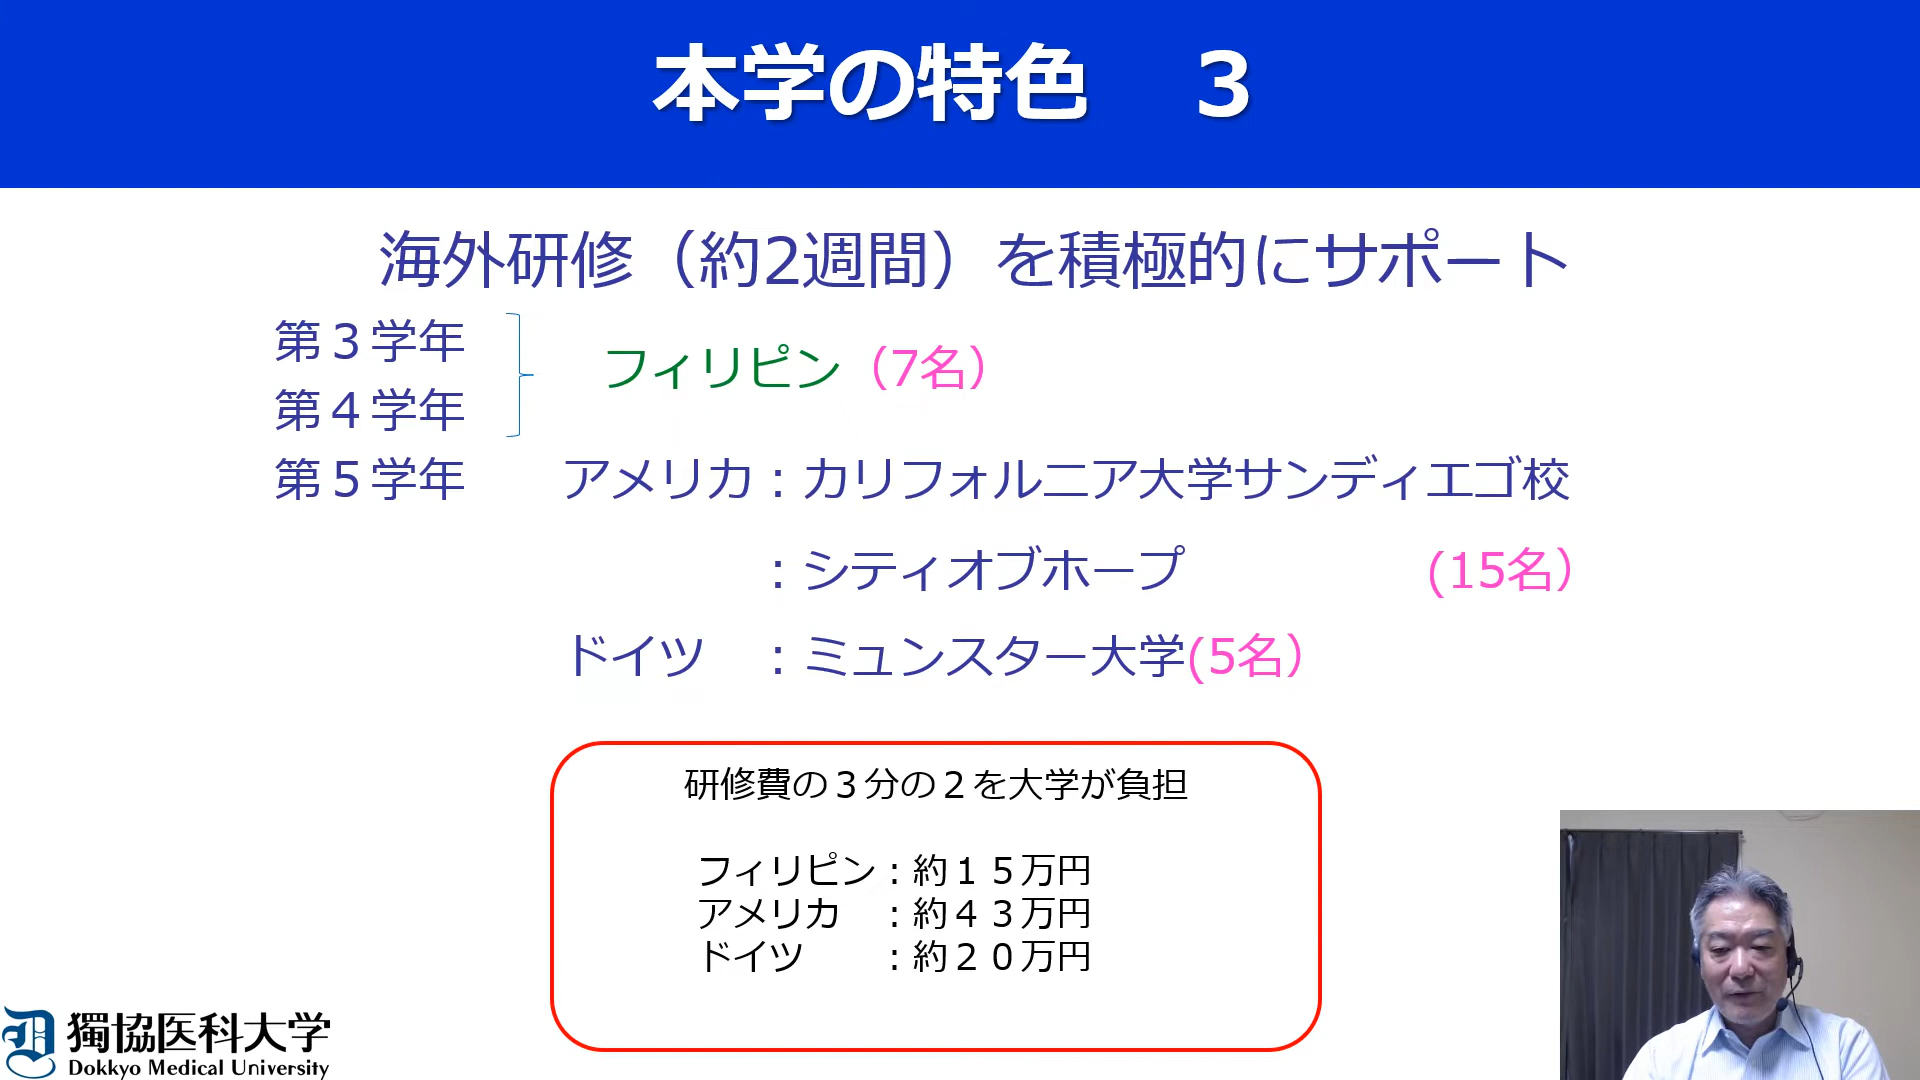 本学の特色　３
海外研修（約2週間）を積極的にサポート
第３学年
第４学年
フィリピン（7名）
第５学年　アメリカ：カリフォルニア大学サンディエゴ校
：シティオブホープ　(15名）
ドイツ　：ミュンスター大学(5名）
研修費の３分の２を大学が負担
フィリピン：約１５万円
アメリカ　：約４３万円
ドイツ　　：約２０万円
獨協医科大学
Dokkyo Medical University